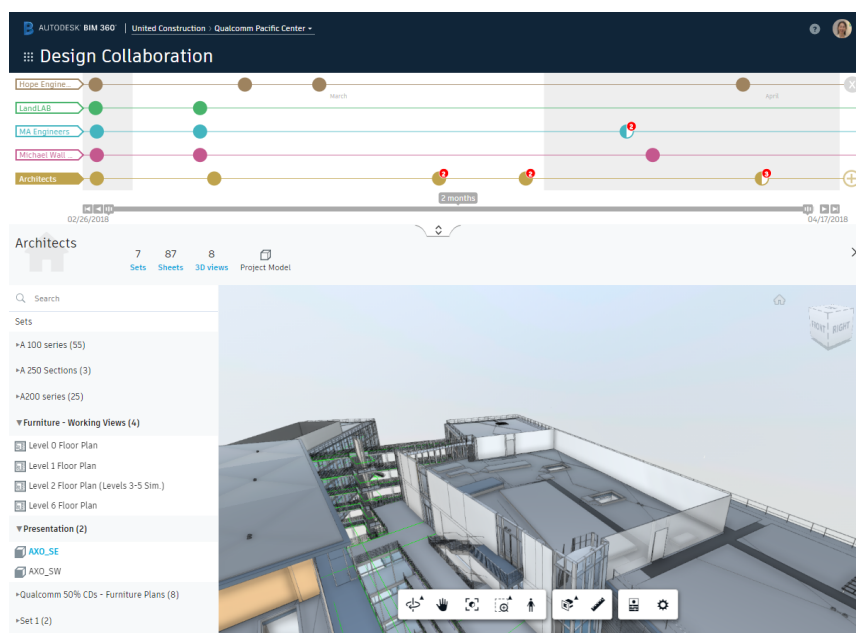 AUTODESK® BIM 360° United Construction > Qualcomm Pacific Center
Design Collaboration
Hope Engine...
March
April
LandLAB
MA Engineers
2
Michael Wall ...
Architects
2
2
3
2 months
02/26/2018
04/17/2018
Architects
7 87 8
Sets Sheets 3D views Project Model
Search
Sets
A 100 series (55)
A 250 Sections (3)
A200 series (25)
Furniture - Working Views (4)
Level 0 Floor Plan
Level 1 Floor Plan
Level 2 Floor Plan (Levels 3-5 Sim.)
Level 6 Floor Plan
Presentation (2)
AXO_SE
AXO_SW
Qualcomm 50% CDs - Furniture Plans (8)
Set 1 (2)
FRONT RIGHT